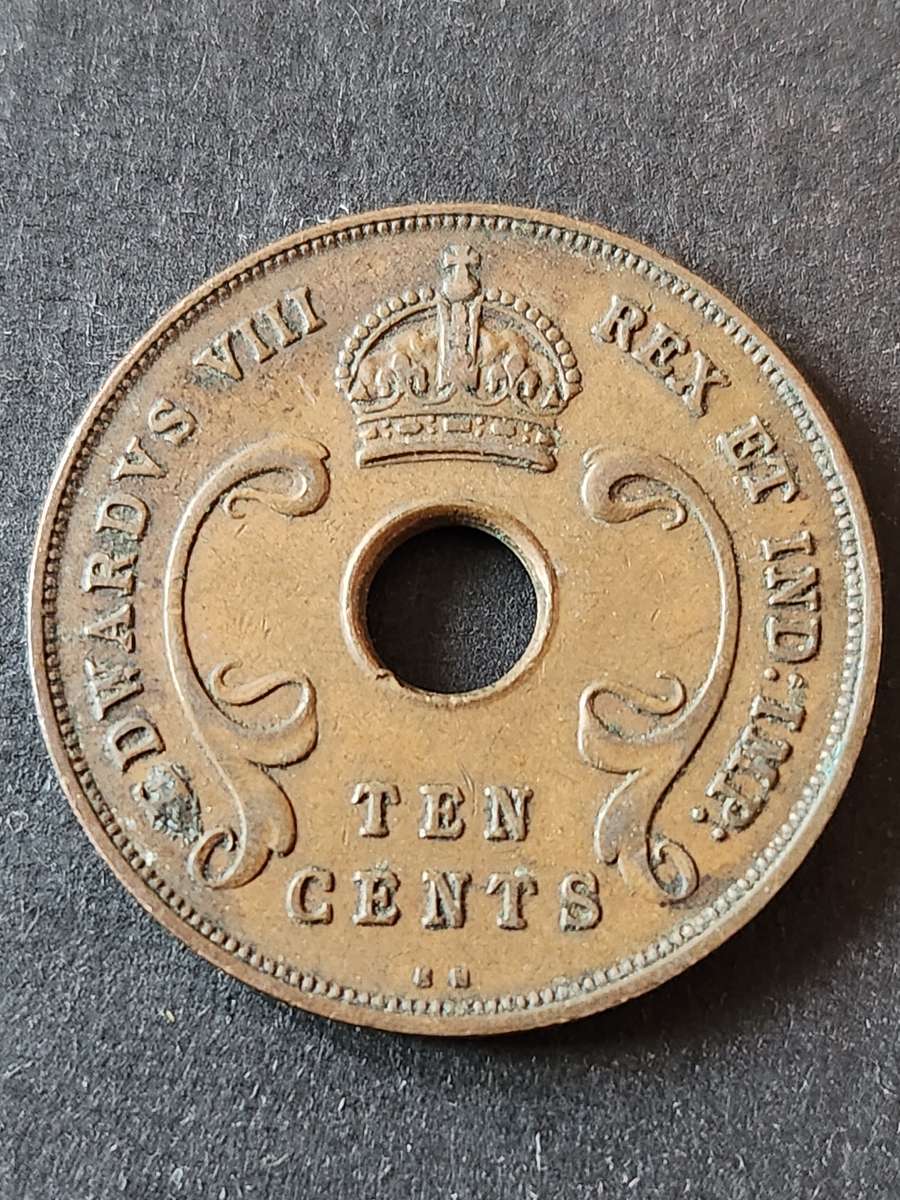 EDWARDVS VIII REX ET IND: IMP:
TEN
CENTS